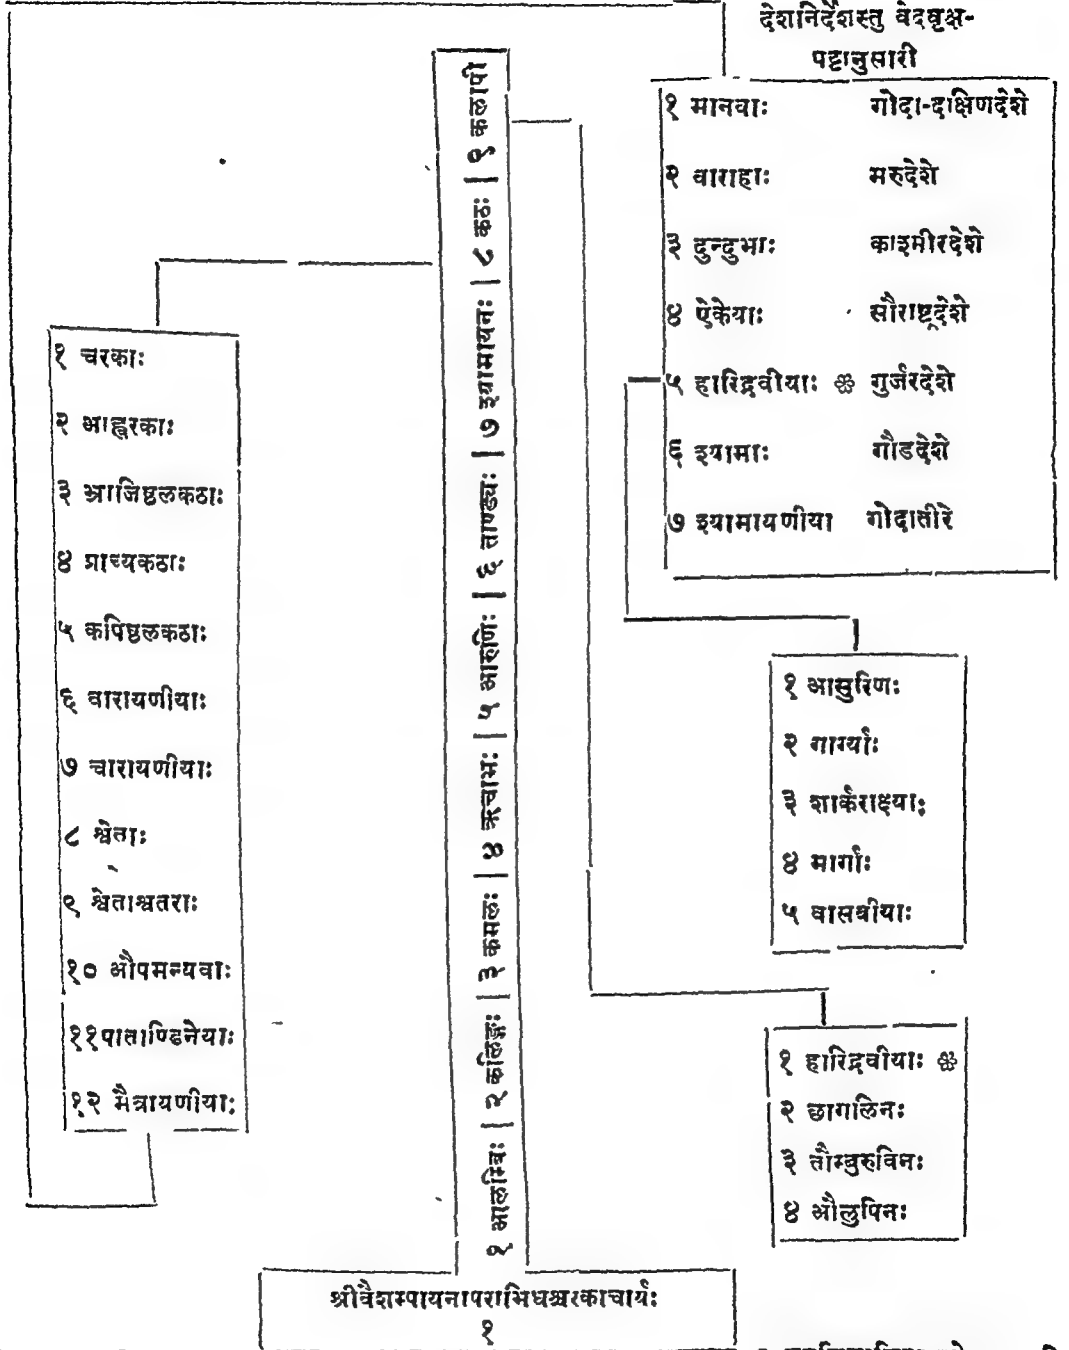 देशनिर्देशस्तु वेदवृक्ष-
पट्टानुसारी
१ मानवाः गोदा-दक्षिणदेशे
२ वाराहाः मरुदेशे
३ दुन्दुभाः काश्मीरदेशे
४ ऐकेयाः सौराष्ट्रदेशे
५ हारिद्रवीयाः ❀ गुर्जरदेशे
६ श्यामाः गौडदेशे
७ श्यामायणीया गोदातीरे
१ चरकाः
२ आह्वरकाः
३ भ्राजिष्ठलकठाः
४ प्राच्यकठाः
५ कपिष्ठलकठाः
६ वारायणीयाः
७ चारायणीयाः
८ श्वेताः
९ श्वेताश्वतराः
१० औपमन्यवाः
११पाताण्डिनेयाः
१२ मैत्रायणीयाः
१ आलम्बिः | २ कलिङ्गः | ३ कमलः | ४ ऋचाभः | ५ आरुणिः | ६ ताण्ड्यः | ७ श्यामायनः | ८ कठः | ९ कलापी
१ आसुरिणः
२ गार्ग्याः
३ शार्कराक्ष्याः
४ मार्गाः
५ वासवीयाः
१ हारिद्रवीयाः ❀
२ छागलिनः
३ तौम्बुरुविनः
४ औलुपिनः
श्रीवैशम्पायनापराभिधश्चरकाचार्यः
१